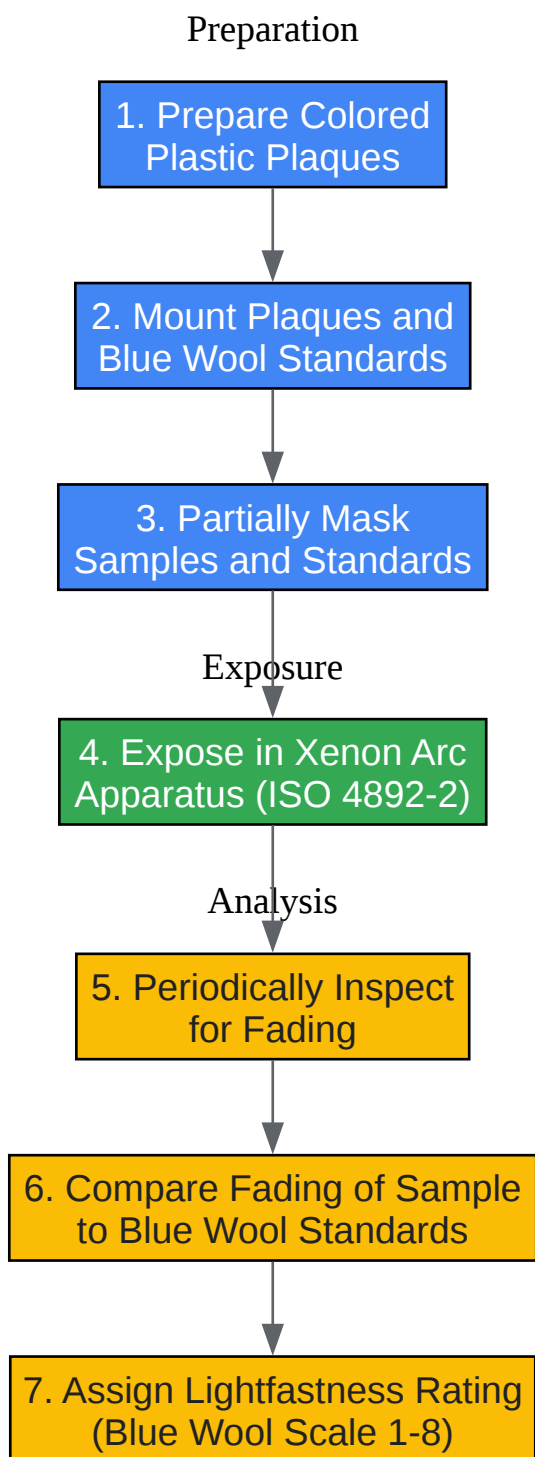 Preparation
1. Prepare Colored
Plastic Plaques
2. Mount Plaques and
Blue Wool Standards
3. Partially Mask
Samples and Standards
Exposure
4. Expose in Xenon Arc
Apparatus (ISO 4892-2)
Analysis
5. Periodically Inspect
for Fading
6. Compare Fading of Sample
to Blue Wool Standards
7. Assign Lightfastness Rating
(Blue Wool Scale 1-8)